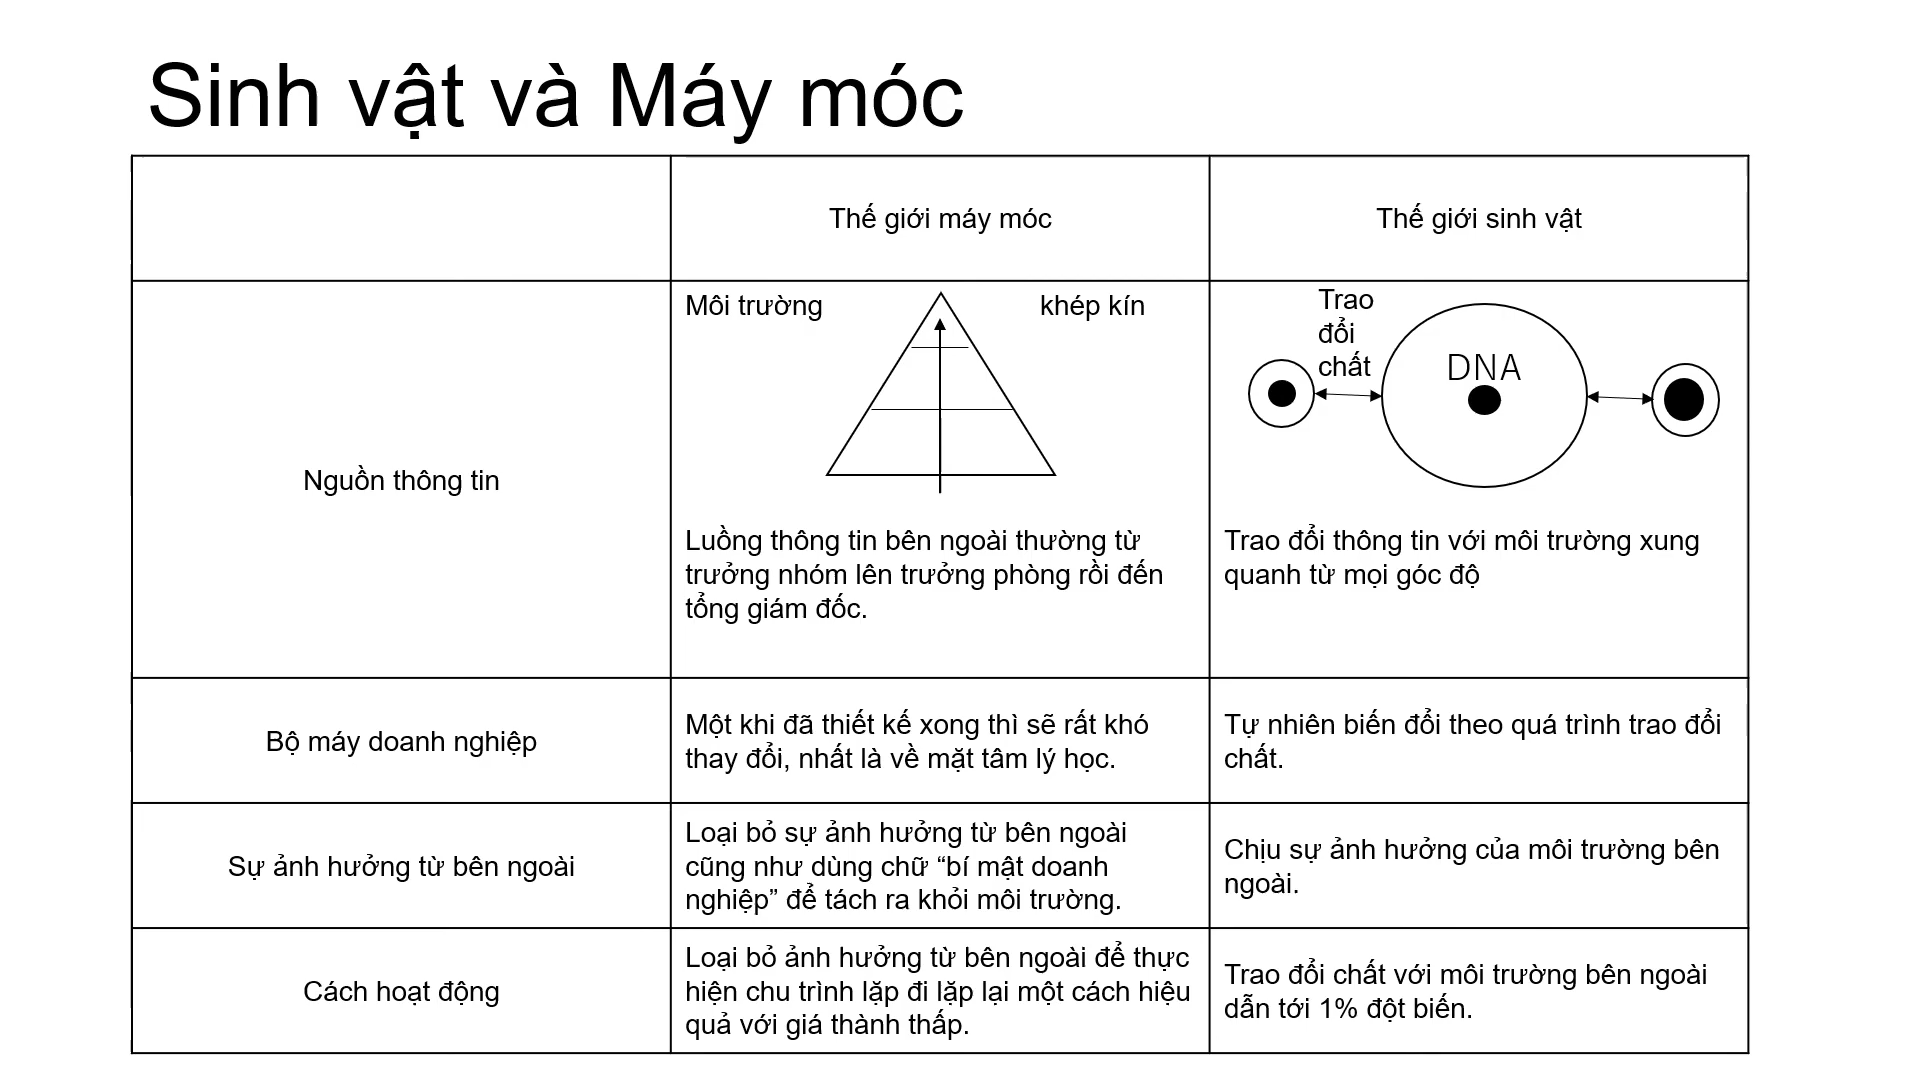 Sinh vật và Máy móc
Thế giới máy móc
Thế giới sinh vật
Nguồn thông tin
Môi trường
khép kín
Luồng thông tin bên ngoài thường từ
trưởng nhóm lên trưởng phòng rồi đến
tổng giám đốc.
Trao
đổi
chất
DNA
Trao đổi thông tin với môi trường xung
quanh từ mọi góc độ
Bộ máy doanh nghiệp
Một khi đã thiết kế xong thì sẽ rất khó
thay đổi, nhất là về mặt tâm lý học.
Tự nhiên biến đổi theo quá trình trao đổi
chất.
Sự ảnh hưởng từ bên ngoài
Loại bỏ sự ảnh hưởng từ bên ngoài
cũng như dùng chữ “bí mật doanh
nghiệp” để tách ra khỏi môi trường.
Chịu sự ảnh hưởng của môi trường bên
ngoài.
Cách hoạt động
Loại bỏ ảnh hưởng từ bên ngoài để thực
hiện chu trình lặp đi lặp lại một cách hiệu
quả với giá thành thấp.
Trao đổi chất với môi trường bên ngoài
dẫn tới 1% đột biến.